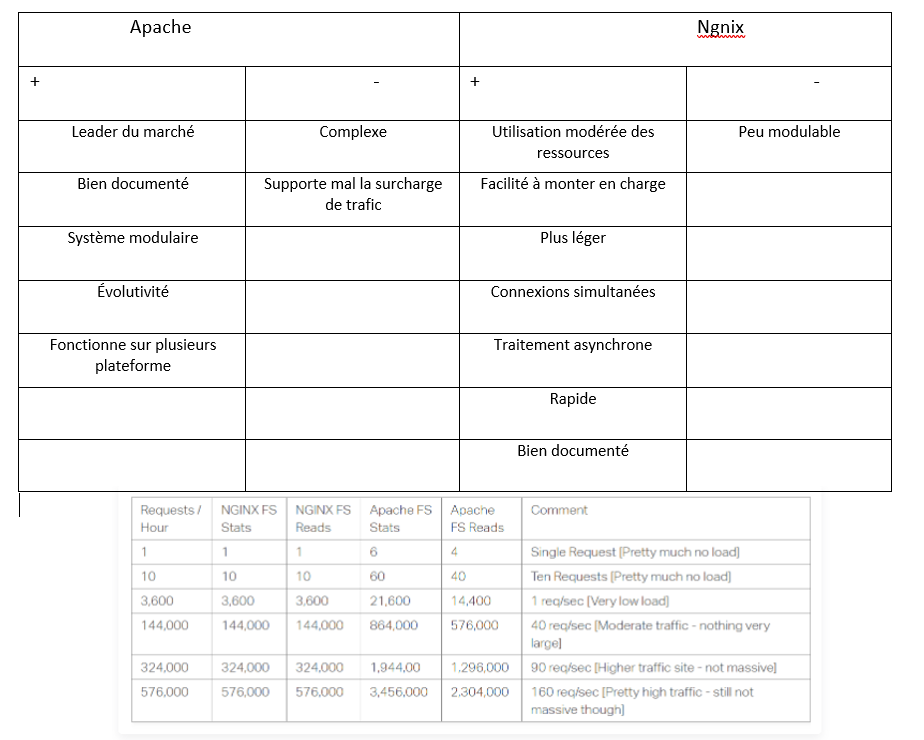 Apache Ngnix
+ - + -
Leader du marché Complexe Utilisation modérée des ressources Peu modulable
Bien documenté Supporte mal la surcharge de trafic Facilité à monter en charge
Système modulaire Plus léger
Évolutivité Connexions simultanées
Fonctionne sur plusieurs plateforme Traitement asynchrone
Rapide
Bien documenté
Requests / Hour NGINX FS Stats NGINX FS Reads Apache FS Stats Apache FS Reads Comment
1 1 1 6 4 Single Request [Pretty much no load]
10 10 10 60 40 Ten Requests [Pretty much no load]
3,600 3,600 3,600 21,600 14,400 1 req/sec [Very low load]
144,000 144,000 144,000 864,000 576,000 40 req/sec [Moderate traffic - nothing very large]
324,000 324,000 324,000 1,944,00 1,296,000 90 req/sec [Higher traffic site - not massive]
576,000 576,000 576,000 3,456,000 2,304,000 160 req/sec [Pretty high traffic - still not massive though]